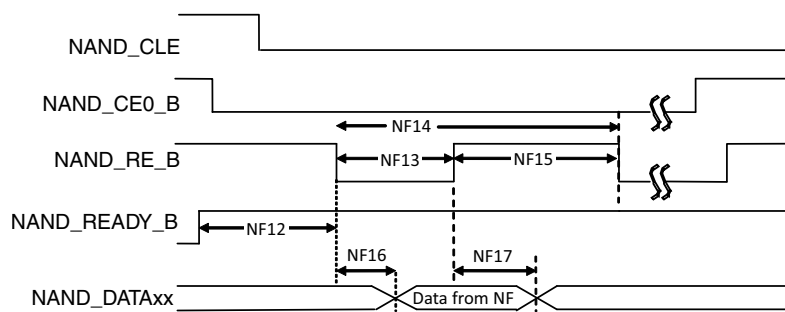 NAND_CLE
NAND_CE0_B
NF14
NAND_RE_B
NF13
NF15
NAND_READY_B
NF12
NF16
NF17
NAND_DATAxx
Data from NF